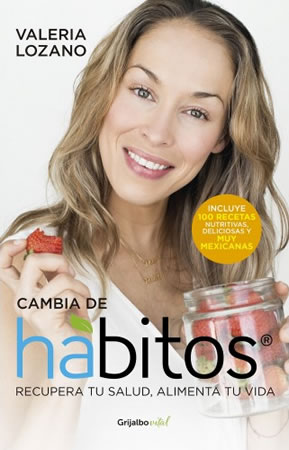 VALERIA
LOZANO
INCLUYE
100 RECETAS
NUTRITIVAS,
DELICIOSAS Y
MUY
MEXICANAS
CAMBIA DE
hábitos®
RECUPERA TU SALUD, ALIMENTA TU VIDA
Grijalbo vital